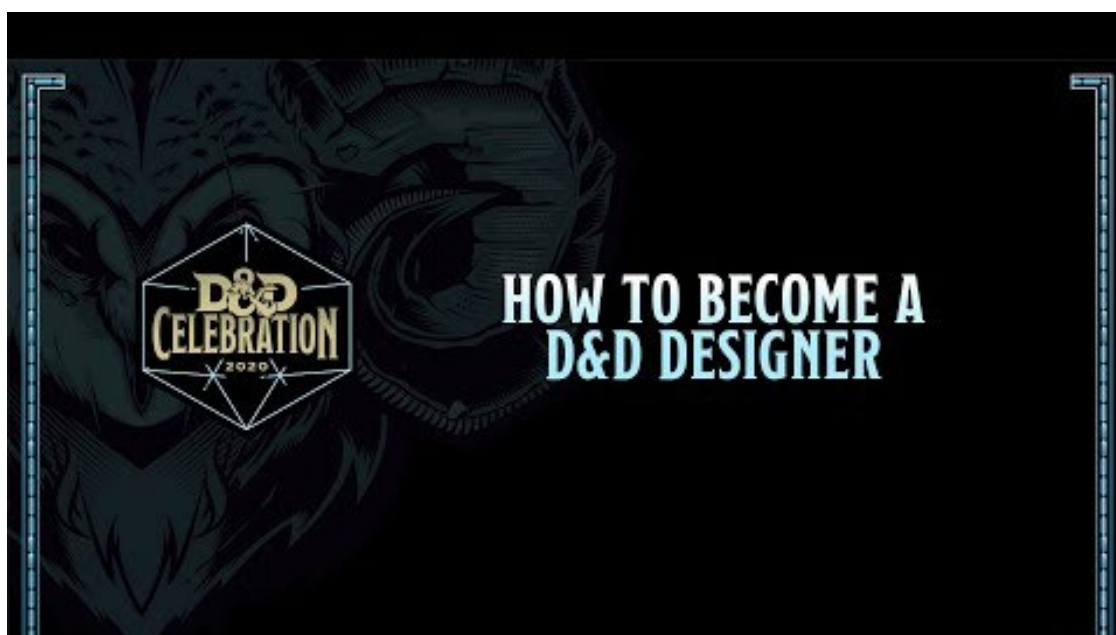 D&D
CELEBRATION
2020
HOW TO BECOME A
D&D DESIGNER